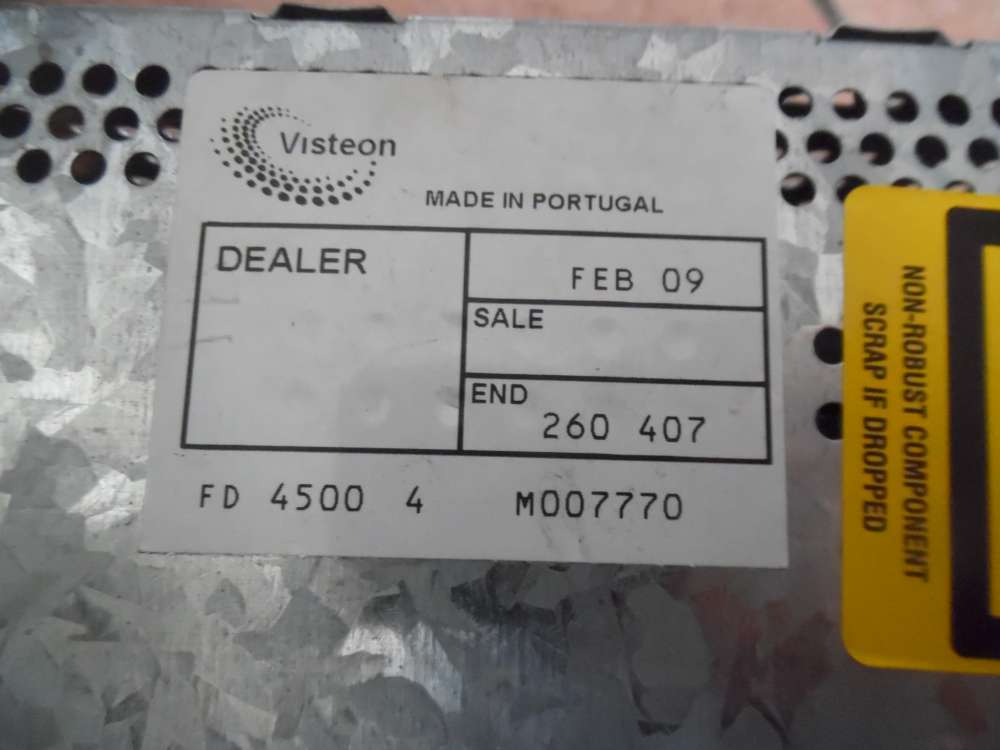 Visteon
MADE IN PORTUGAL
DEALER
FEB 09
SALE
END
260 407
FD 4500 4 M007770
NON-ROBUST COMPONENT
SCRAP IF DROPPED